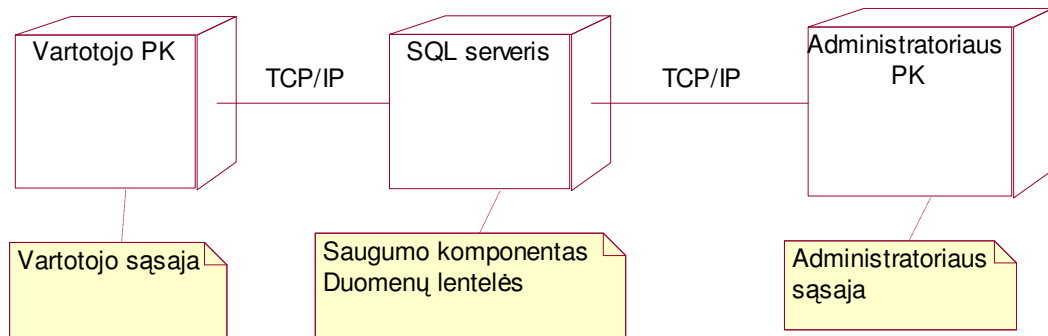 Vartotojo PK
TCP/IP
SQL serveris
TCP/IP
Administratoriaus
PK
Vartotojo sąsaja
Saugumo komponentas
Duomenų lentelės
Administratoriaus
sąsaja